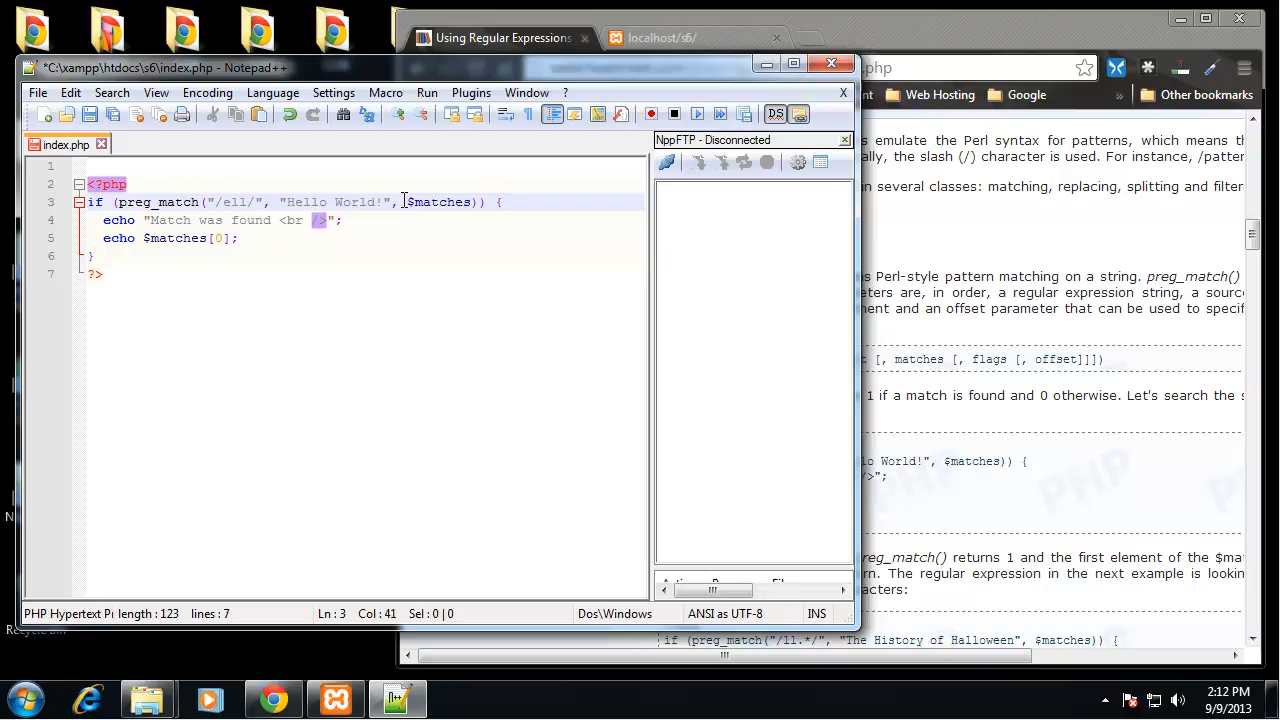 Using Regular Expressions
localhost/s6/
*C:\xampp\htdocs\s6\index.php - Notepad++
.php
File Edit Search View Encoding Language Settings Macro Run Plugins Window ? X
Web Hosting Google » Other bookmarks
index.php
NppFTP - Disconnected
1
2 <?php
3 if (preg_match("/ell/", "Hello World!", $matches)) {
4 echo "Match was found <br />";
5 echo $matches[0];
6 }
7 ?>
s emulate the Perl syntax for patterns, which means th
ally, the slash (/) character is used. For instance, /patter
in several classes: matching, replacing, splitting and filter
s Perl-style pattern matching on a string. preg_match()
eters are, in order, a regular expression string, a sourc
ent and an offset parameter that can be used to specif
[, matches [, flags [, offset]]])
1 if a match is found and 0 otherwise. Let's search the s
lo World!", $matches)) {
/>";
reg_match() returns 1 and the first element of the $ma
rn. The regular expression in the next example is lookin
acters:
if (preg_match("/ll.*/", "The History of Halloween", $matches)) {
PHP Hypertext Pr length : 123 lines : 7 Ln : 3 Col : 41 Sel : 0 | 0 Dos\Windows ANSI as UTF-8 INS
2:12 PM
9/9/2013